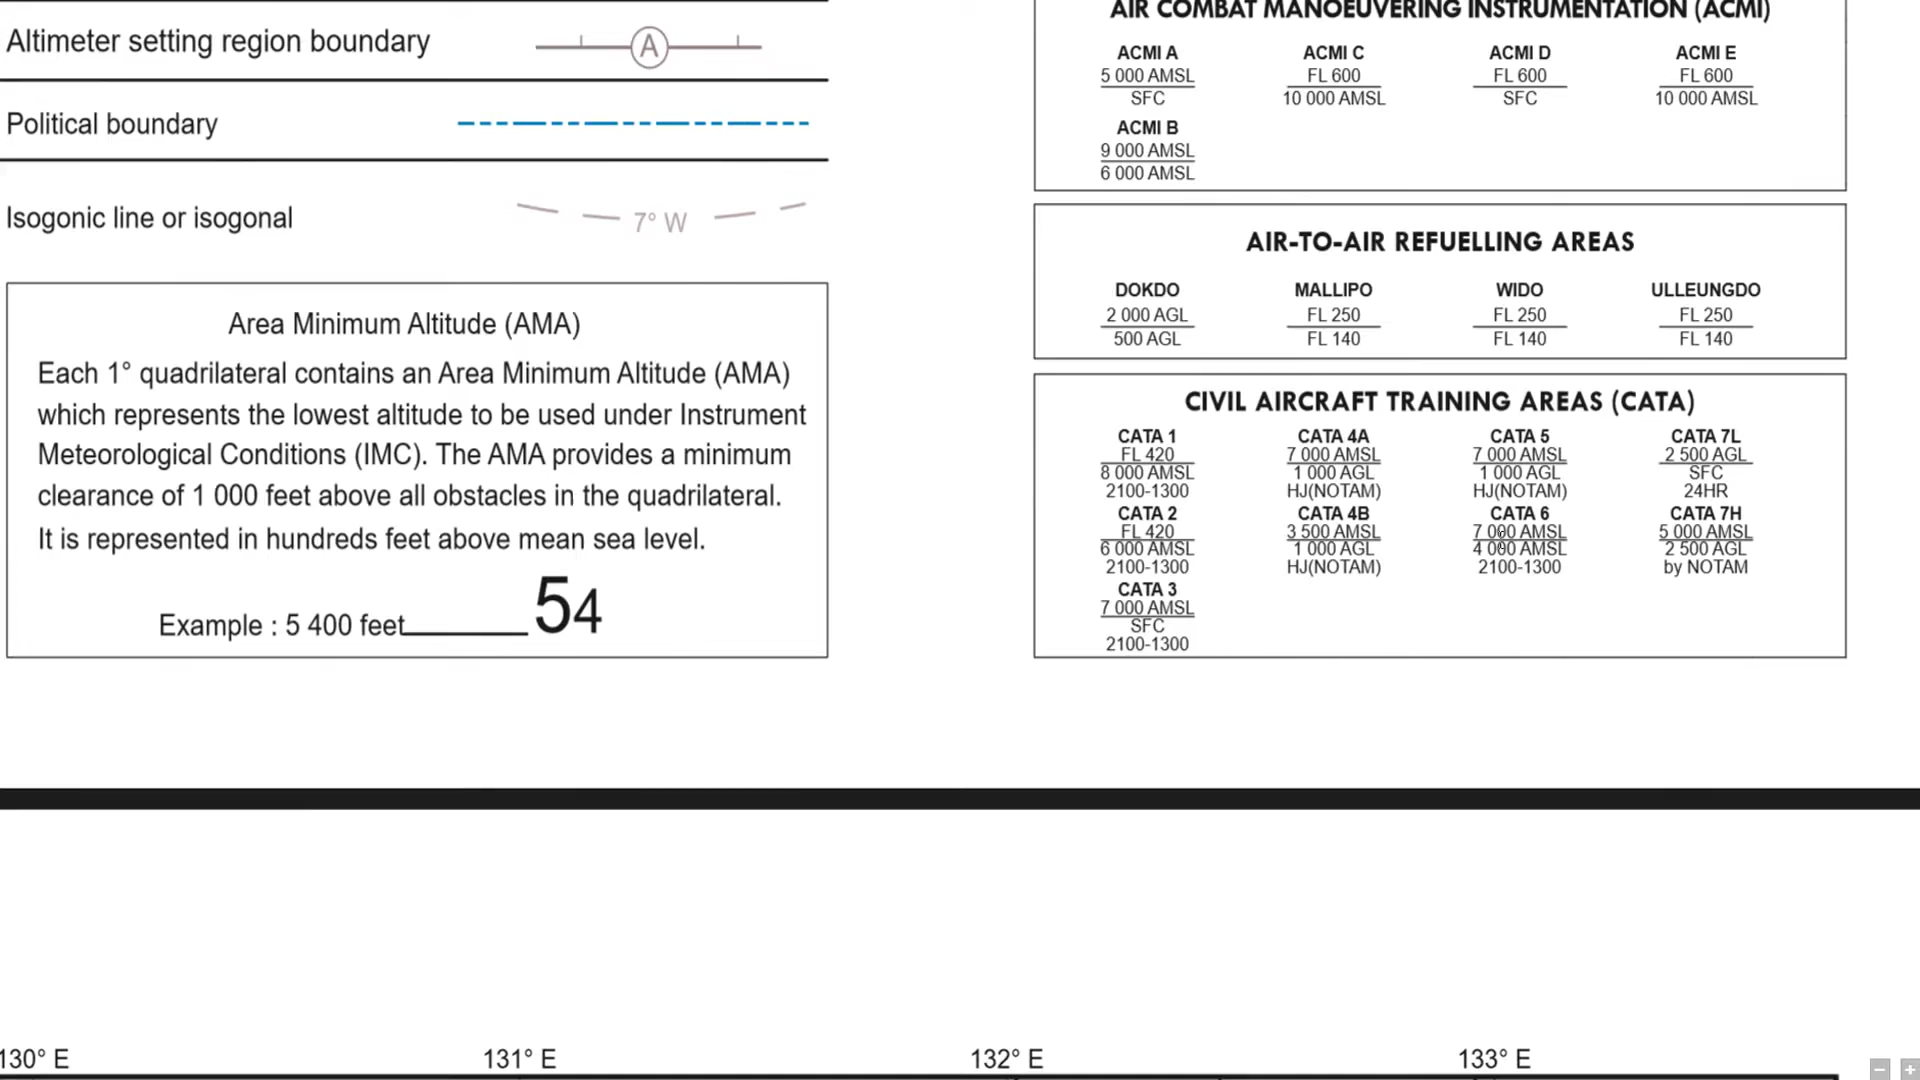 Altimeter setting region boundary
A
Political boundary
Isogonic line or isogonal
7° W
Area Minimum Altitude (AMA)
Each 1° quadrilateral contains an Area Minimum Altitude (AMA)
which represents the lowest altitude to be used under Instrument
Meteorological Conditions (IMC). The AMA provides a minimum
clearance of 1 000 feet above all obstacles in the quadrilateral.
It is represented in hundreds feet above mean sea level.
Example : 5 400 feet 54
AIR COMBAT MANOEUVERING INSTRUMENTATION (ACMI)
ACMI A ACMI C ACMI D ACMI E
5 000 AMSL FL 600 FL 600 FL 600
SFC 10 000 AMSL SFC 10 000 AMSL
ACMI B
9 000 AMSL
6 000 AMSL
AIR-TO-AIR REFUELLING AREAS
DOKDO MALLIPO WIDO ULLEUNGDO
2 000 AGL FL 250 FL 250 FL 250
500 AGL FL 140 FL 140 FL 140
CIVIL AIRCRAFT TRAINING AREAS (CATA)
CATA 1 CATA 4A CATA 5 CATA 7L
FL 420 7 000 AMSL 7 000 AMSL 2 500 AGL
8 000 AMSL 1 000 AGL 1 000 AGL SFC
2100-1300 HJ(NOTAM) HJ(NOTAM) 24HR
CATA 2 CATA 4B CATA 6 CATA 7H
FL 420 3 500 AMSL 7 000 AMSL 5 000 AMSL
6 000 AMSL 1 000 AGL 4 000 AMSL 2 500 AGL
2100-1300 HJ(NOTAM) 2100-1300 by NOTAM
CATA 3
7 000 AMSL
SFC
2100-1300
130° E 131° E 132° E 133° E